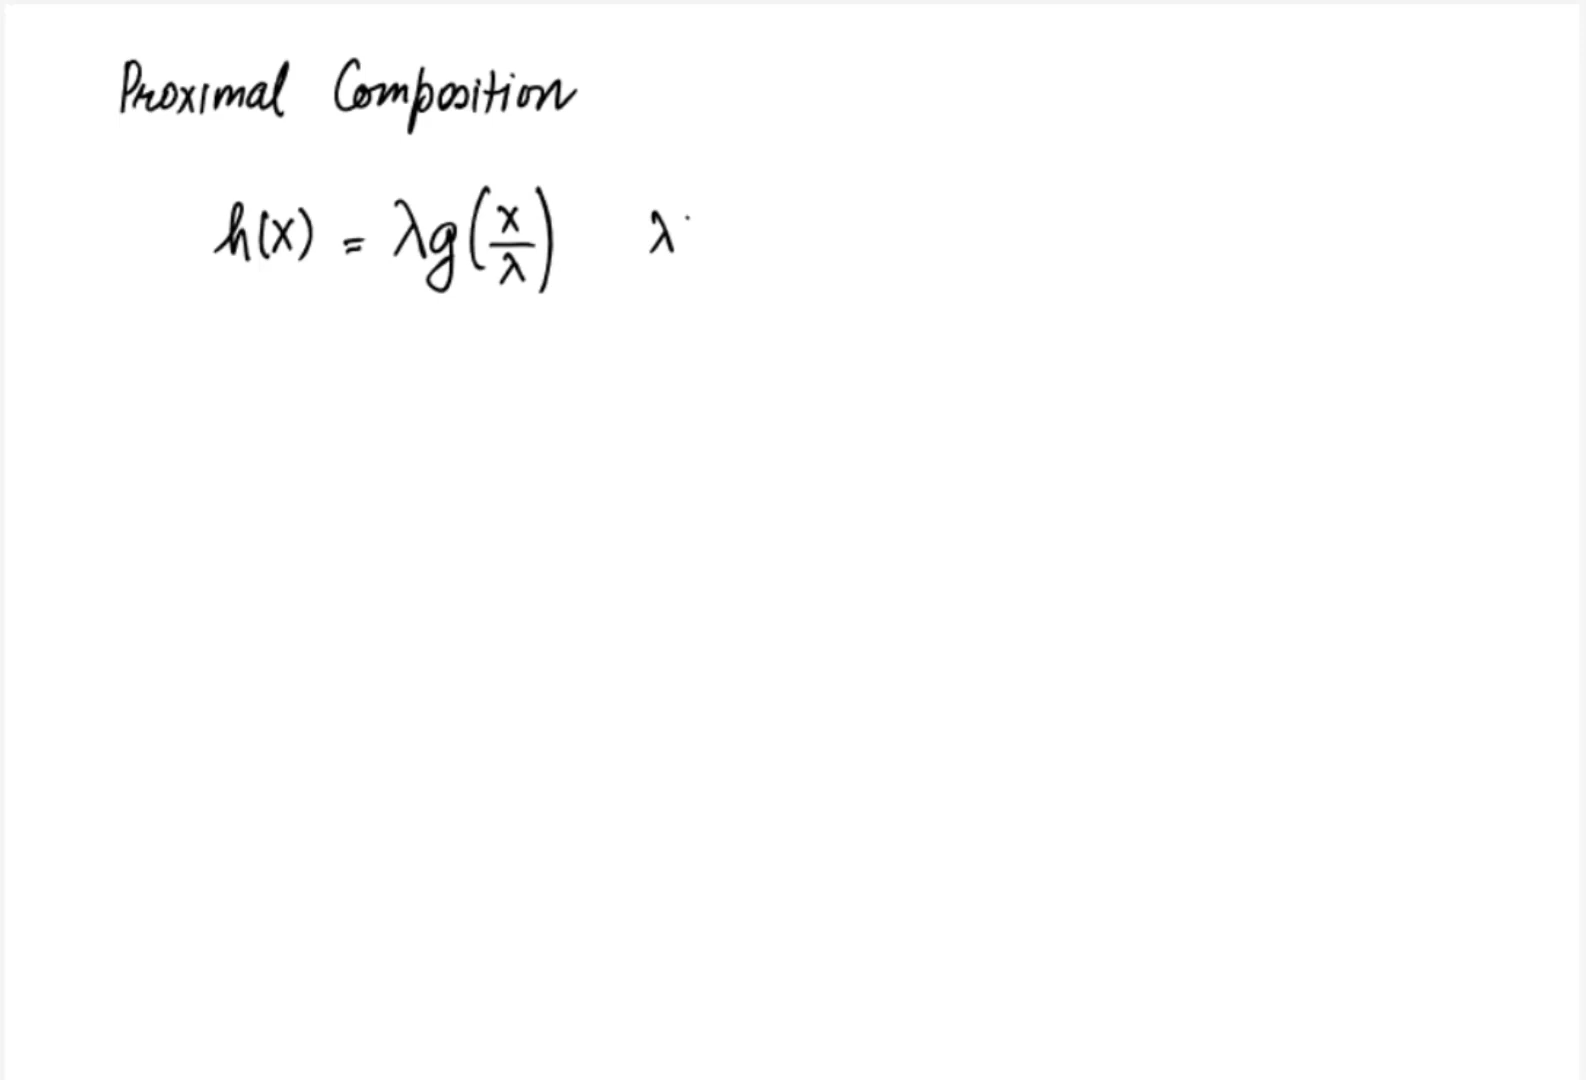 Proximal Composition
h(x) = λg(x/λ) λ